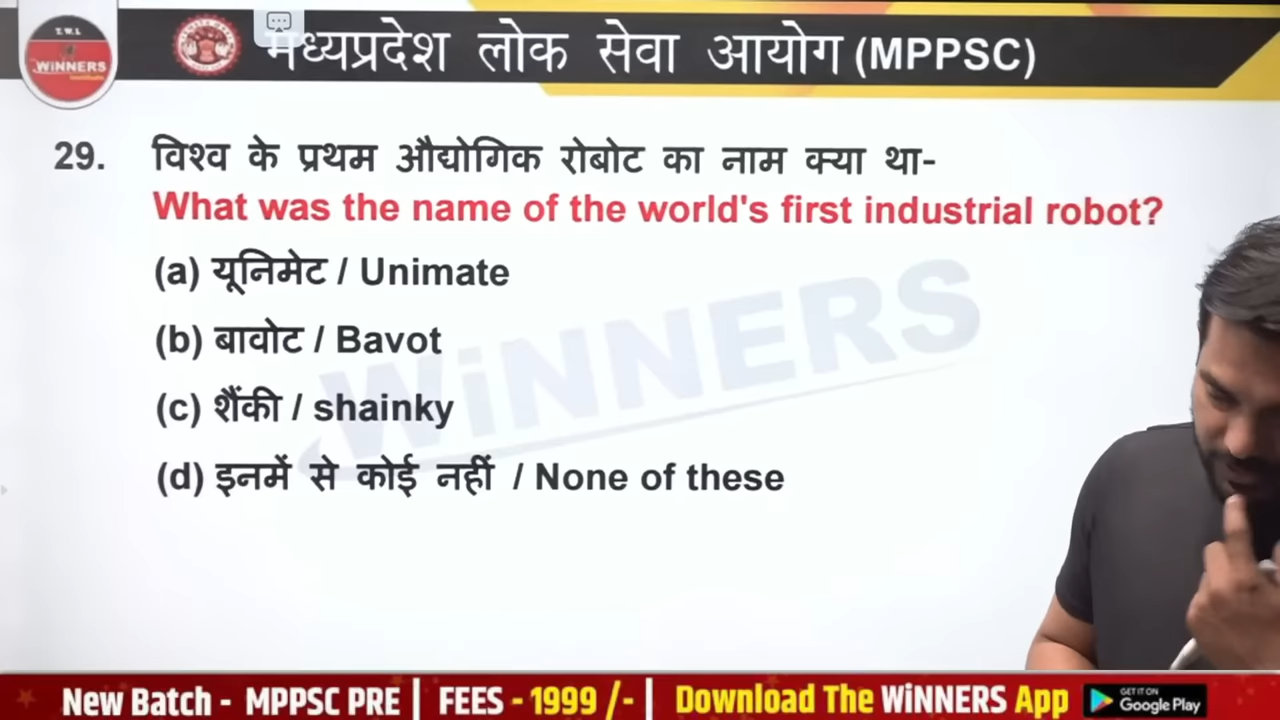 T.W.I.
WiNNERS
मध्यप्रदेश लोक सेवा आयोग (MPPSC)
29. विश्व के प्रथम औद्योगिक रोबोट का नाम क्या था-
What was the name of the world's first industrial robot?
(a) यूनिमेट / Unimate
(b) बावोट / Bavot
(c) शैंकी / shainky
(d) इनमें से कोई नहीं / None of these
WiNNERS
New Batch - MPPSC PRE | FEES - 1999 /- | Download The WiNNERS App
GET IT ON
Google Play